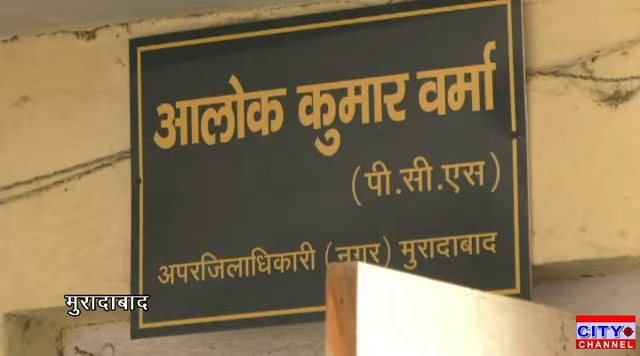 आलोक कुमार वर्मा
(पी.सी.एस)
अपरजिलाधिकारी (नगर) मुरादाबाद
मुरादाबाद
CITY
CHANNEL